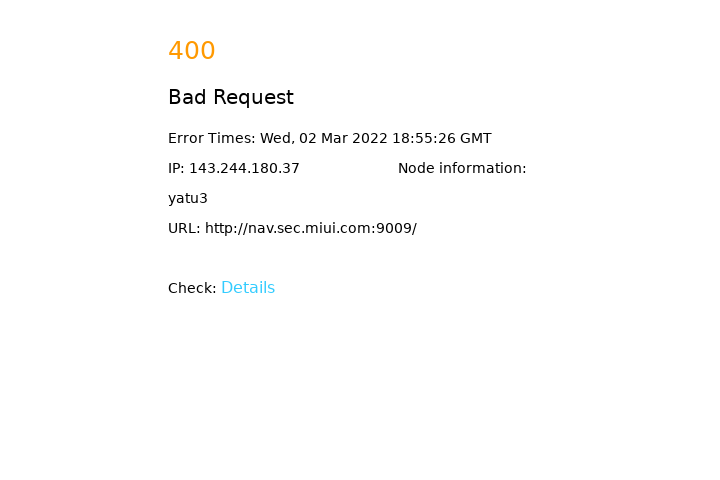 400
Bad Request
Error Times: Wed, 02 Mar 2022 18:55:26 GMT
IP: 143.244.180.37 Node information:
yatu3
URL: http://nav.sec.miui.com:9009/
Check: Details